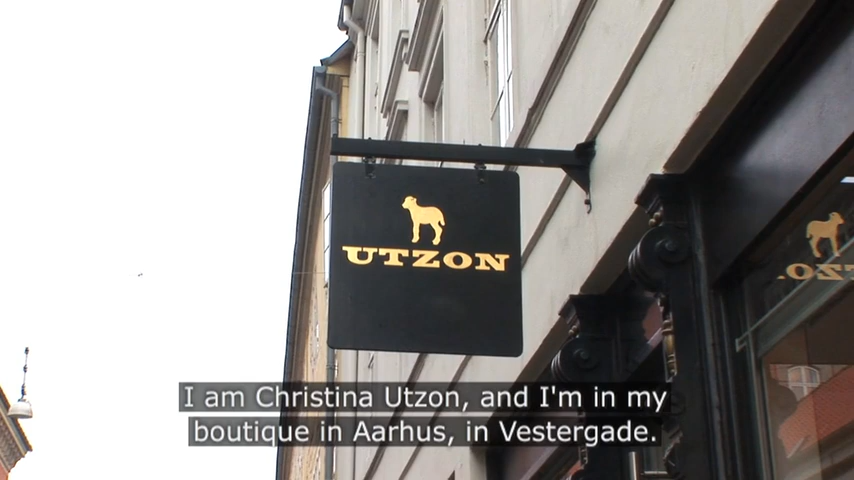 UTZON
I am Christina Utzon, and I'm in my
boutique in Aarhus, in Vestergade.